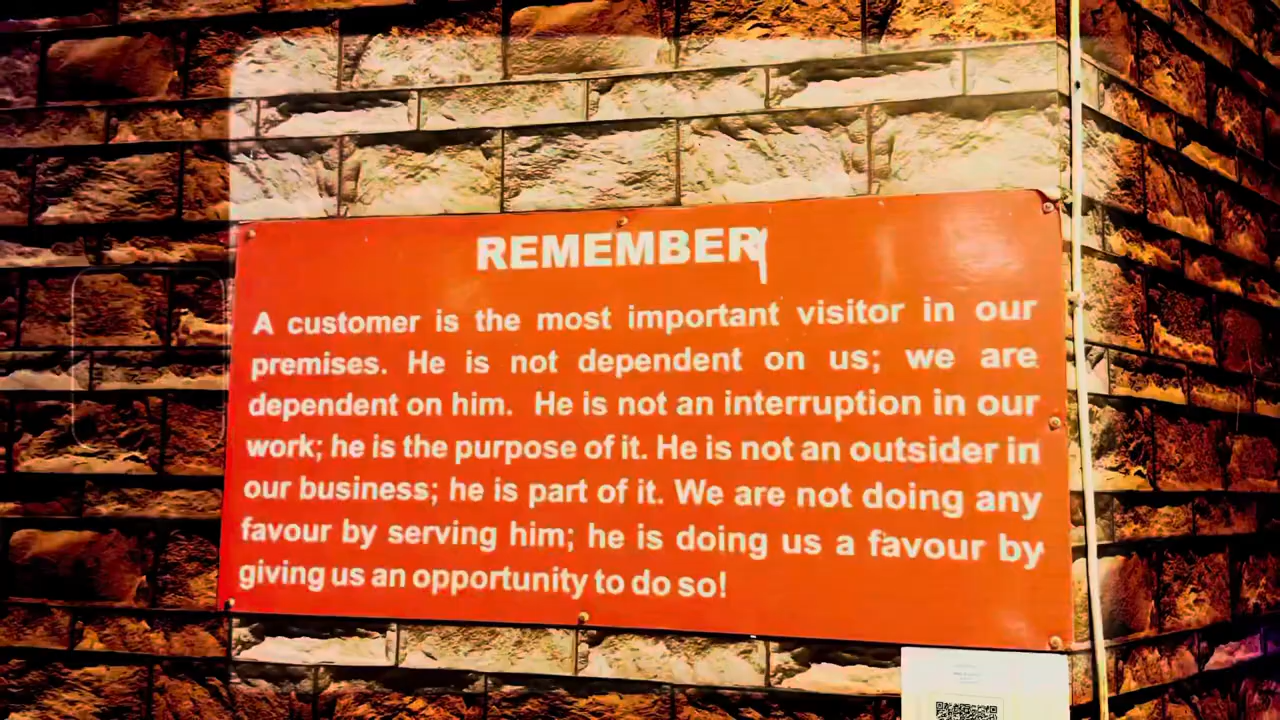 REMEMBER
A customer is the most important visitor in our
premises. He is not dependent on us; we are
dependent on him. He is not an interruption in our
work; he is the purpose of it. He is not an outsider in
our business; he is part of it. We are not doing any
favour by serving him; he is doing us a favour by
giving us an opportunity to do so!